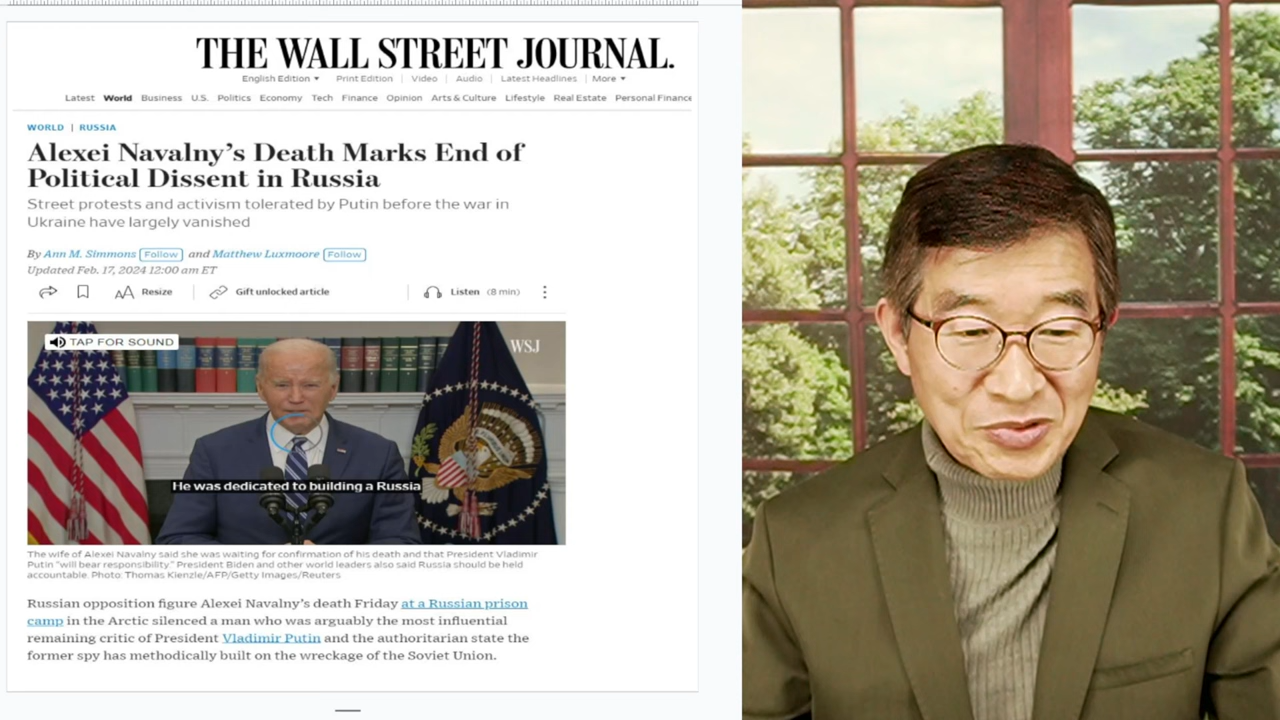 THE WALL STREET JOURNAL.
English Edition ▾ Print Edition | Video | Audio | Latest Headlines | More ▾
Latest World Business U.S. Politics Economy Tech Finance Opinion Arts & Culture Lifestyle Real Estate Personal Finance
WORLD | RUSSIA
Alexei Navalny’s Death Marks End of
Political Dissent in Russia
Street protests and activism tolerated by Putin before the war in
Ukraine have largely vanished
By Ann M. Simmons Follow and Matthew Luxmoore Follow
Updated Feb. 17, 2024 12:00 am ET
AA Resize Gift unlocked article Listen (8 min)
TAP FOR SOUND
WSJ
He was dedicated to building a Russia
The wife of Alexei Navalny said she was waiting for confirmation of his death and that President Vladimir
Putin “will bear responsibility.” President Biden and other world leaders also said Russia should be held
accountable. Photo: Thomas Kienzle/AFP/Getty Images/Reuters
Russian opposition figure Alexei Navalny’s death Friday at a Russian prison
camp in the Arctic silenced a man who was arguably the most influential
remaining critic of President Vladimir Putin and the authoritarian state the
former spy has methodically built on the wreckage of the Soviet Union.